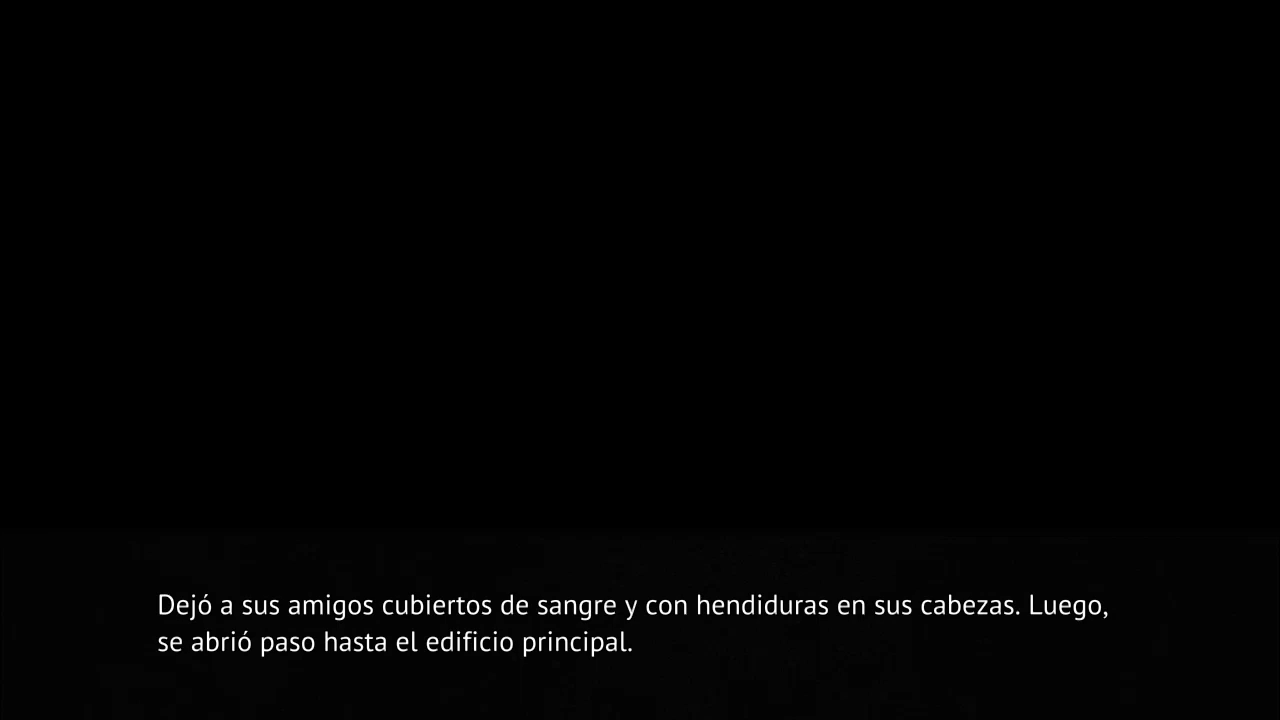 Dejó a sus amigos cubiertos de sangre y con hendiduras en sus cabezas. Luego,
se abrió paso hasta el edificio principal.